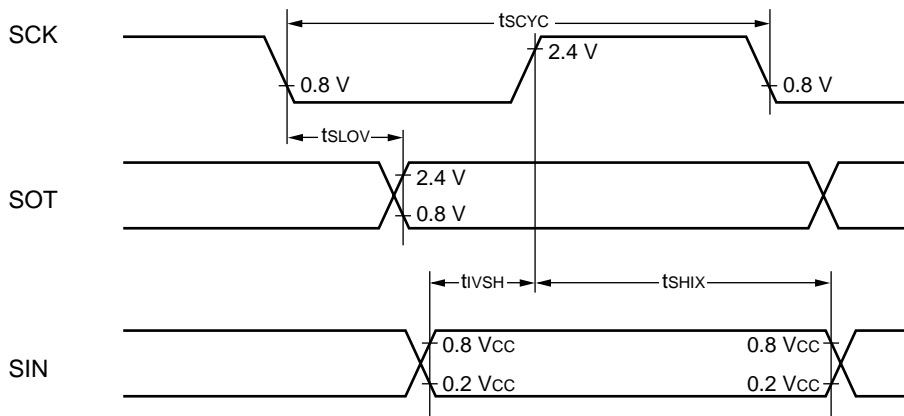 tSCYC
SCK
2.4 V
0.8 V
0.8 V
tSLOV
SOT
2.4 V
0.8 V
tIVSH
tSHIX
SIN
0.8 VCC
0.8 VCC
0.2 VCC
0.2 VCC